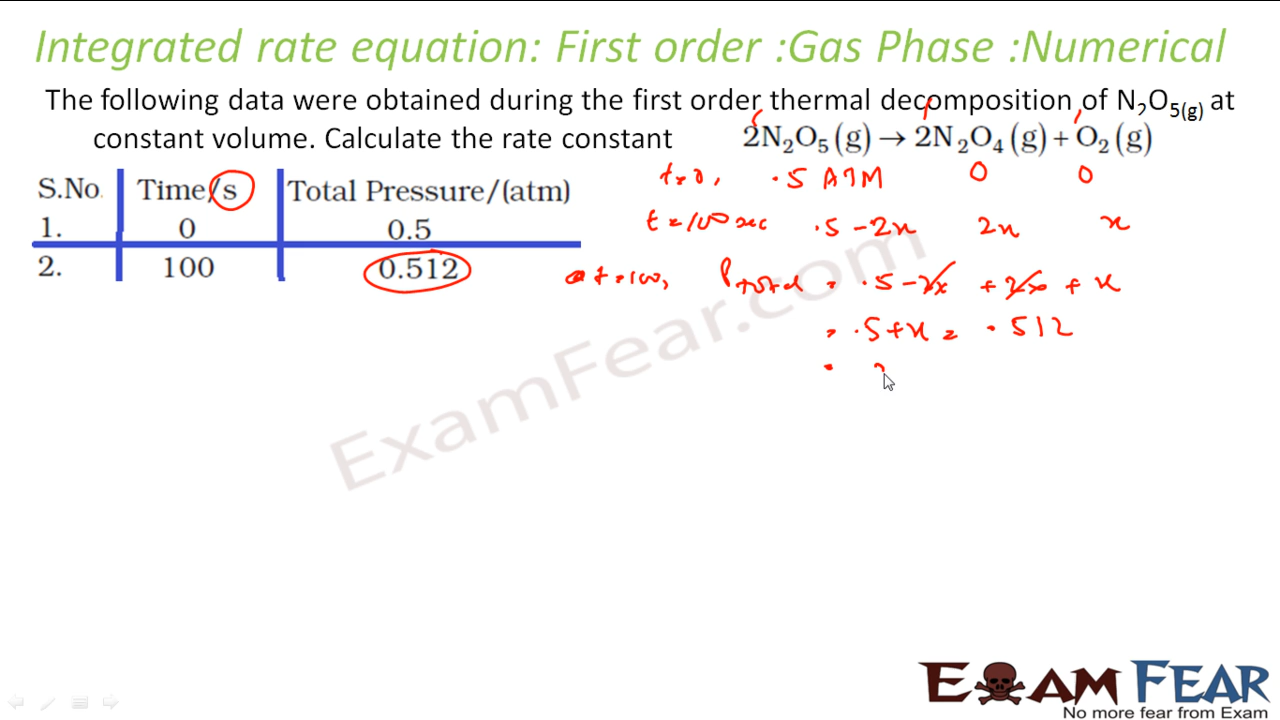 Integrated rate equation: First order :Gas Phase :Numerical
The following data were obtained during the first order thermal decomposition of N₂O₅(g) at
constant volume. Calculate the rate constant 2N₂O₅(g) → 2N₂O₄(g) + O₂(g)
S.No. Time/s Total Pressure/(atm)
1. 0 0.5
2. 100 0.512
t=0, .5 ATM 0 0
t=100 sec .5-2x 2x x
at t=100, Ptotal = .5-2x + 2x + x
= .5+x = .512
ExamFear.com
EXAM FEAR
No more fear from Exam